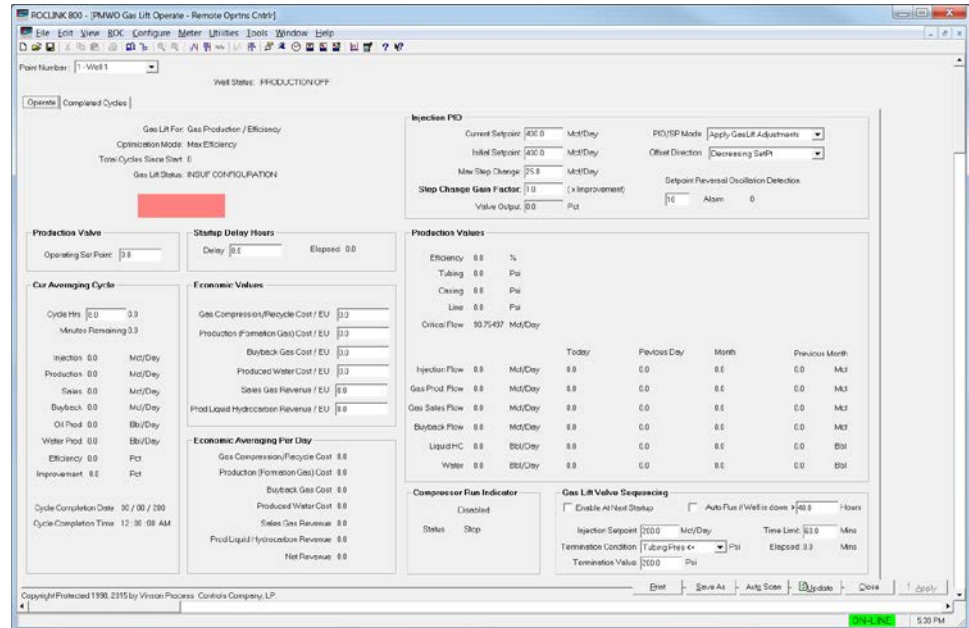 ROCLINK 800 - [PMWO Gas Lift Operate - Remote Oprtns Cntrlr]
File Edit View ROC Configure Meter Utilities Tools Window Help
Point Number: 1 - Well 1
Well Status: PRODUCTION OFF
Operate Completed Cycles
Gas Lift For: Gas Production / Efficiency
Optimization Mode: Max Efficiency
Total Cycles Since Start: 0
Gas Lift Status: INSUF CONFIGURATION
Injection PID
Current Setpoint 400.0 Mcf/Day
Initial Setpoint 400.0 Mcf/Day
Max Step Change: 25.0 Mcf/Day
Step Change Gain Factor: 1.0 ( x Improvement)
Valve Output: 0.0 Pct
PID/SP Mode Apply GasLift Adjustments
Offset Direction Decreasing SetPt
Setpoint Reversal Oscillation Detection
10 Alarm 0
Production Valve
Operating Set Point:
Startup Delay Hours
Delay 0.0 Elapsed 0.0
Cur Averaging Cycle
Cycle Hrs 0.0
Minutes Remaining 0.0
Injection 0.0 Mcf/Day
Production 0.0 Mcf/Day
Sales 0.0 Mcf/Day
Buyback 0.0 Mcf/Day
Oil Prod 0.0 Bbl/Day
Water Prod 0.0 Bbl/Day
Efficiency 0.0 Pct
Improvement 0.0 Pct
Cycle Completion Date 00 / 00 / 200
Cycle Completion Time 12: 00 :00 AM
Economic Values
Gas Compression/Recycle Cost / EU 0.0
Production (Formation Gas) Cost / EU 0.0
Buyback Gas Cost / EU 0.0
Produced Water Cost / EU 0.0
Sales Gas Revenue / EU 0.0
Prod Liquid Hydrocarbon Revenue / EU 0.0
Economic Averaging Per Day
Gas Compression/Recycle Cost 0.0
Production (Formation Gas) Cost 0.0
Buyback Gas Cost 0.0
Produced Water Cost 0.0
Sales Gas Revenue 0.0
Prod Liquid Hydrocarbon Revenue 0.0
Net Revenue 0.0
Production Values
Efficiency 0.0 %
Tubing 0.0 Psi
Casing 0.0 Psi
Line 0.0 Psi
Critical Flow Mcf/Day
Today Pevious Day Month Previous Month
Injection Flow 0.0 Mcf/Day 0.0 0.0 0.0 0.0 Mcf
Gas Prod. Flow 0.0 Mcf/Day 0.0 0.0 0.0 0.0 Mcf
Gas Sales Flow 0.0 Mcf/Day 0.0 0.0 0.0 0.0 Mcf
Buyback Flow 0.0 Mcf/Day 0.0 0.0 0.0 0.0 Mcf
Liquid HC 0.0 Bbl/Day 0.0 0.0 0.0 0.0 Bbl
Water 0.0 Bbl/Day 0.0 0.0 0.0 0.0 Bbl
Compressor Run Indicator
Disabled
Status Stop
Gas Lift Valve Sequencing
Enable At Next Startup Auto Run if Well is down > 48.0 Hours
Injection Setpoint 200.0 Mcf/Day Time Limit: Mins
Termination Condition Tubing Pres <= Psi Elapsed: Mins
Termination Value 200.0 Psi
Print Save As Auto Scan Update Close ! Apply
Copyright Protected 1998, 2015 by Vinson Process Controls Company, LP.
ON-LINE 5:30 PM